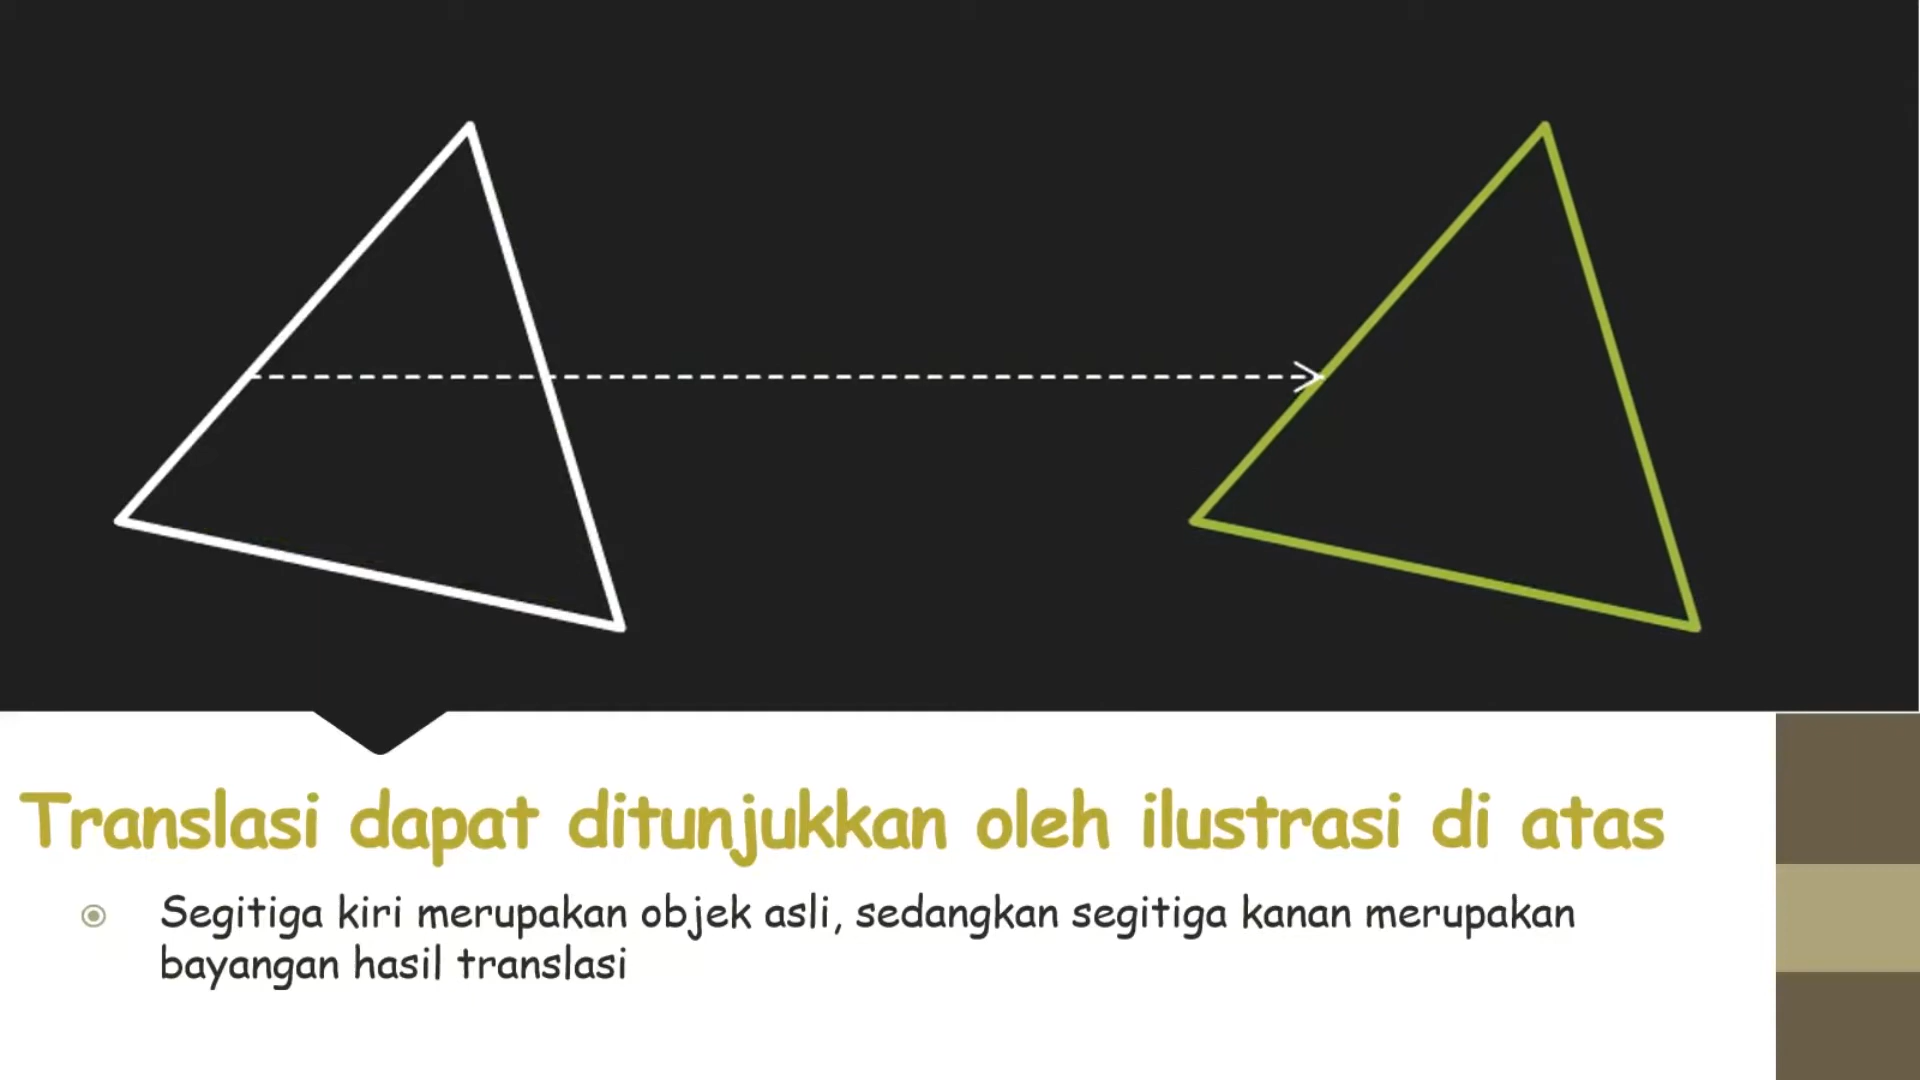 Translasi dapat ditunjukkan oleh ilustrasi di atas
Segitiga kiri merupakan objek asli, sedangkan segitiga kanan merupakan
bayangan hasil translasi